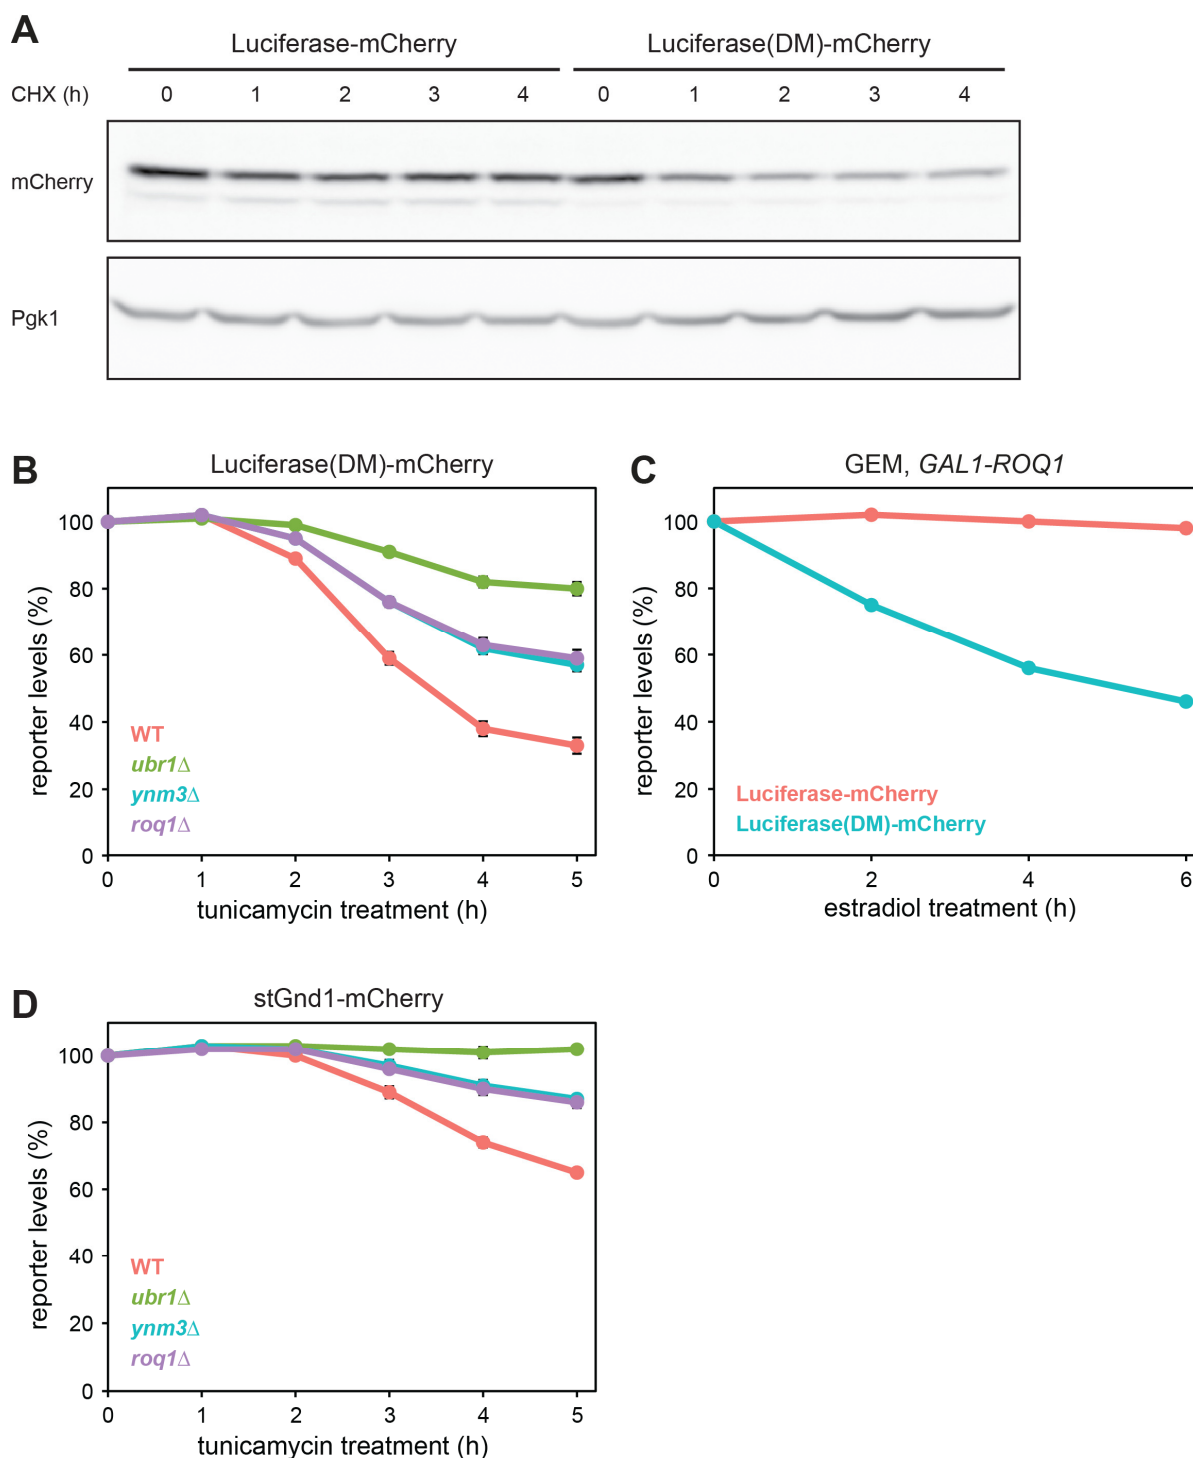 A
Luciferase-mCherry Luciferase(DM)-mCherry
CHX (h) 0 1 2 3 4 0 1 2 3 4
mCherry
Pgk1
B
Luciferase(DM)-mCherry
reporter levels (%)
100
80
60
40
20
0
WT
ubr1Δ
ynm3Δ
roq1Δ
0 1 2 3 4 5
tunicamycin treatment (h)
C
GEM, GAL1-ROQ1
reporter levels (%)
100
80
60
40
20
0
Luciferase-mCherry
Luciferase(DM)-mCherry
0 2 4 6
estradiol treatment (h)
D
stGnd1-mCherry
reporter levels (%)
100
80
60
40
20
0
WT
ubr1Δ
ynm3Δ
roq1Δ
0 1 2 3 4 5
tunicamycin treatment (h)